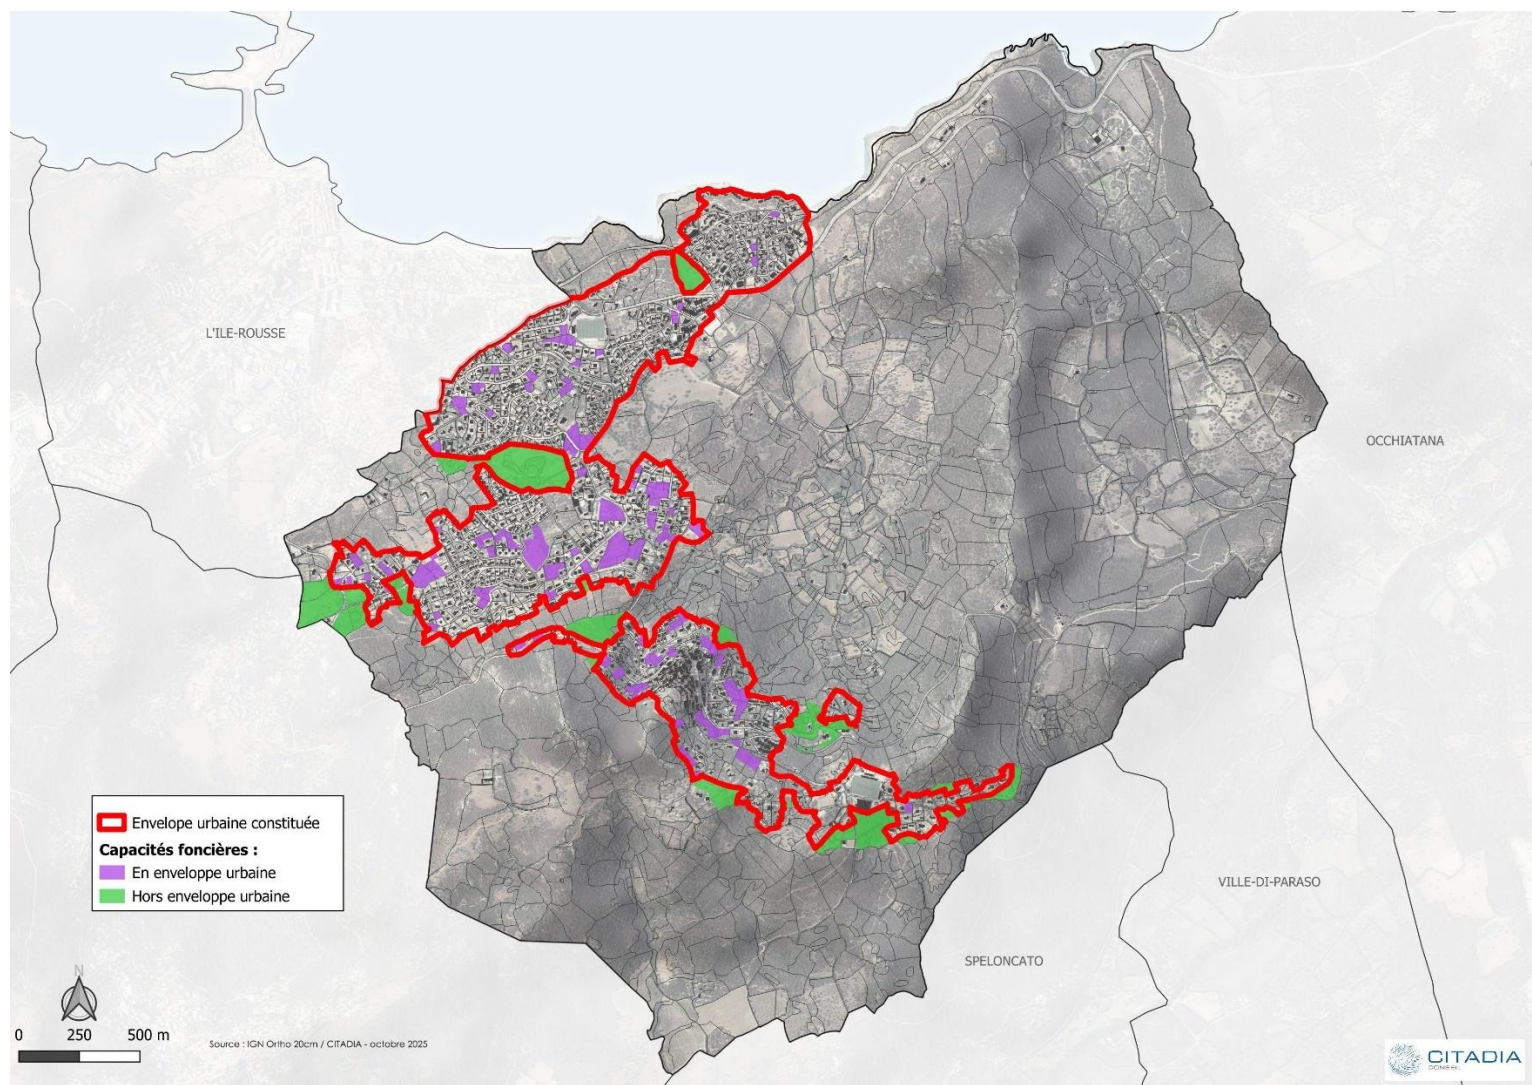 L'ILE-ROUSSE
OCCHIATANA
VILLE-DI-PARASO
SPELONCATO
Envelope urbaine constituée
Capacités foncières :
En enveloppe urbaine
Hors enveloppe urbaine
N
0 250 500 m
Source : IGN Ortho 20cm / CITADIA - octobre 2025
CITADIA
CONSEIL